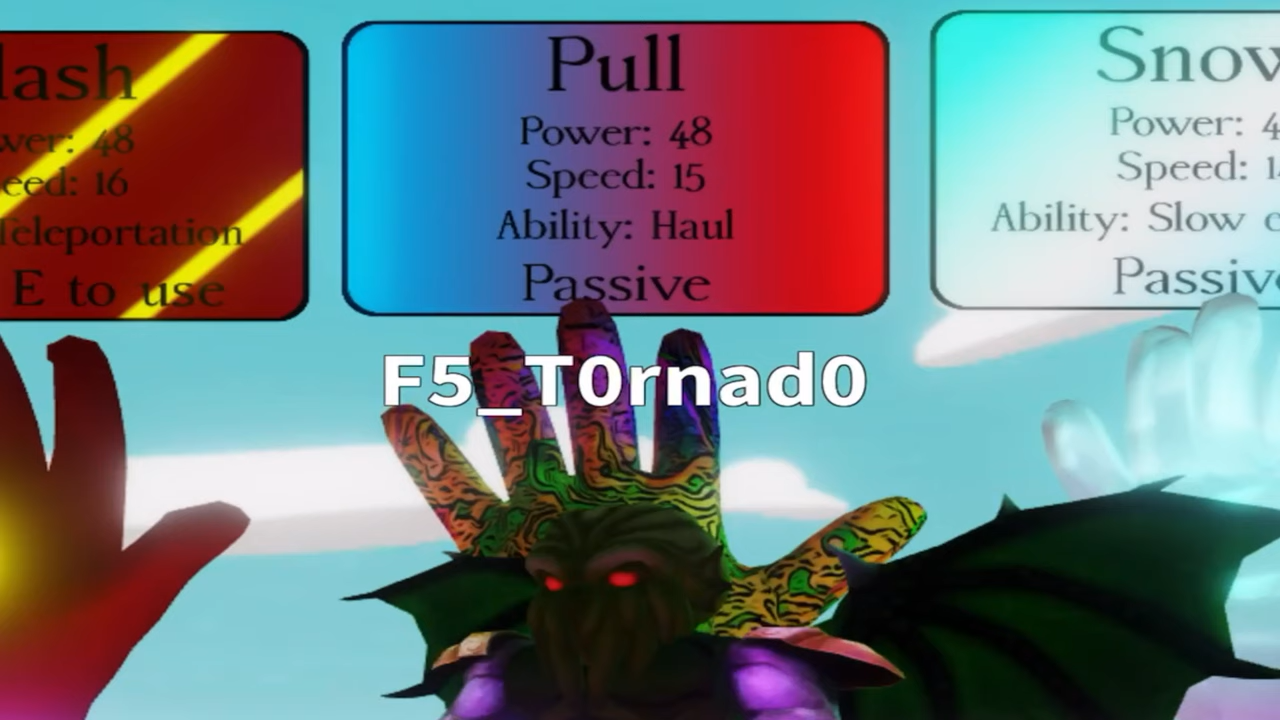 lash
wer: 48
eed: 16
Teleportation
E to use
Pull
Power: 48
Speed: 15
Ability: Haul
Passive
Snow
Power: 4
Speed: 1
Ability: Slow
Passive
F5_T0rnad0